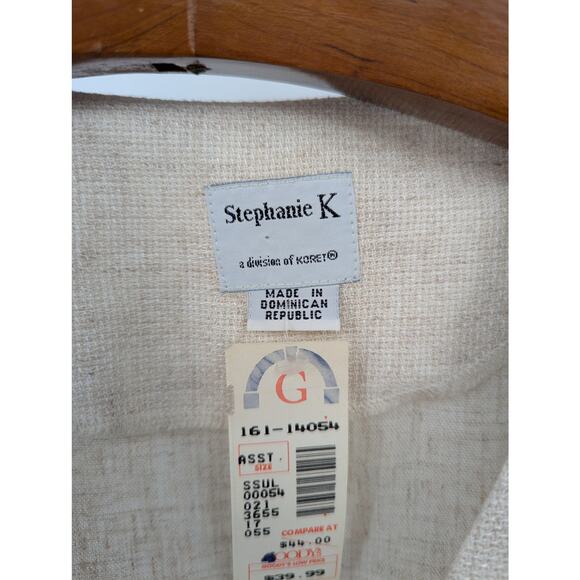 Stephanie K
a division of KORET®
MADE IN
DOMINICAN
REPUBLIC
G
161-14054
ASST.
SIZE
SSUL
00054
021
3655
17
055
COMPARE AT
$44.00
GOODY'S
GOODY'S LOW PRICE
$39.99